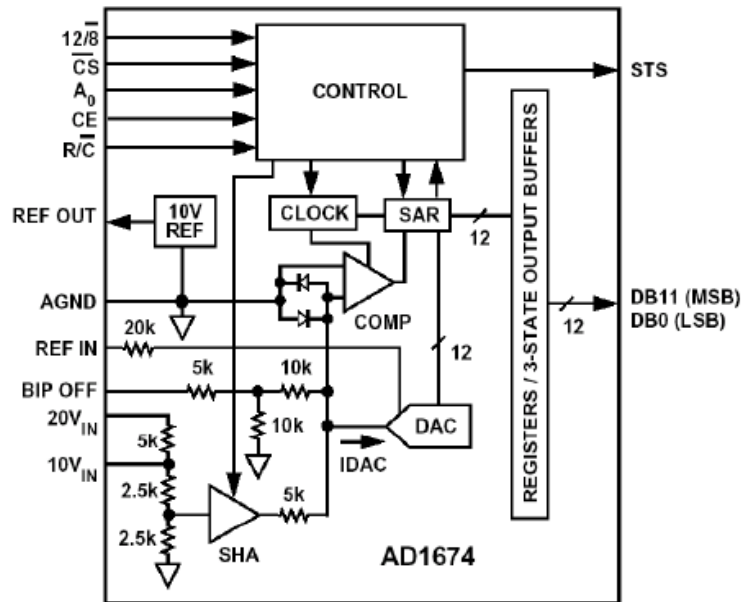 12/8̅
C̅S̅
A0
CE
R/C̅
CONTROL
STS
REF OUT
10V
REF
CLOCK
SAR
12
REGISTERS / 3-STATE OUTPUT BUFFERS
AGND
COMP
12
DB11 (MSB)
DB0 (LSB)
REF IN
20k
12
BIP OFF
5k
10k
10k
DAC
IDAC
20VIN
5k
10VIN
2.5k
5k
2.5k
SHA
AD1674